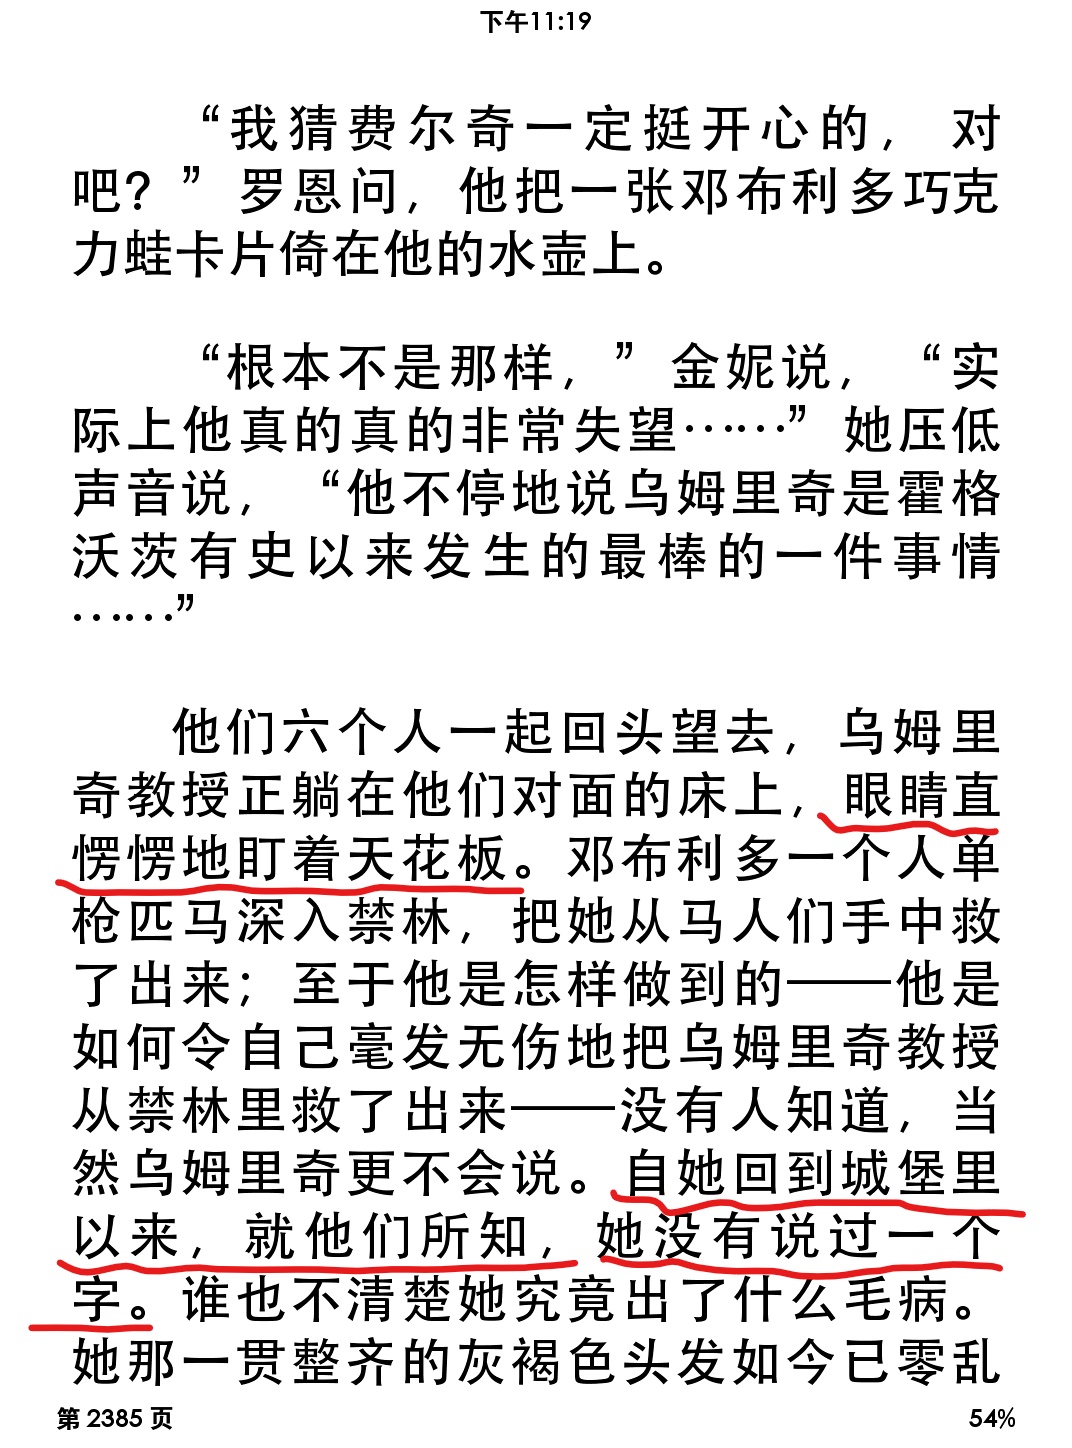 下午11:19
“我猜费尔奇一定挺开心的，对
吧？”罗恩问，他把一张邓布利多巧克
力蛙卡片倚在他的水壶上。
“根本不是那样，”金妮说，“实
际上他真的真的非常失望……”她压低
声音说，“他不停地说乌姆里奇是霍格
沃茨有史以来发生的最棒的一件事情
……”
他们六个人一起回头望去，乌姆里
奇教授正躺在他们对面的床上，眼睛直
愣愣地盯着天花板。邓布利多一个人单
枪匹马深入禁林，把她从马人们手中救
了出来；至于他是怎样做到的——他是
如何令自己毫发无伤地把乌姆里奇教授
从禁林里救了出来——没有人知道，当
然乌姆里奇更不会说。自她回到城堡里
以来，就他们所知，她没有说过一个
字。谁也不清楚她究竟出了什么毛病。
她那一贯整齐的灰褐色头发如今已零乱
第 2385 页
54%